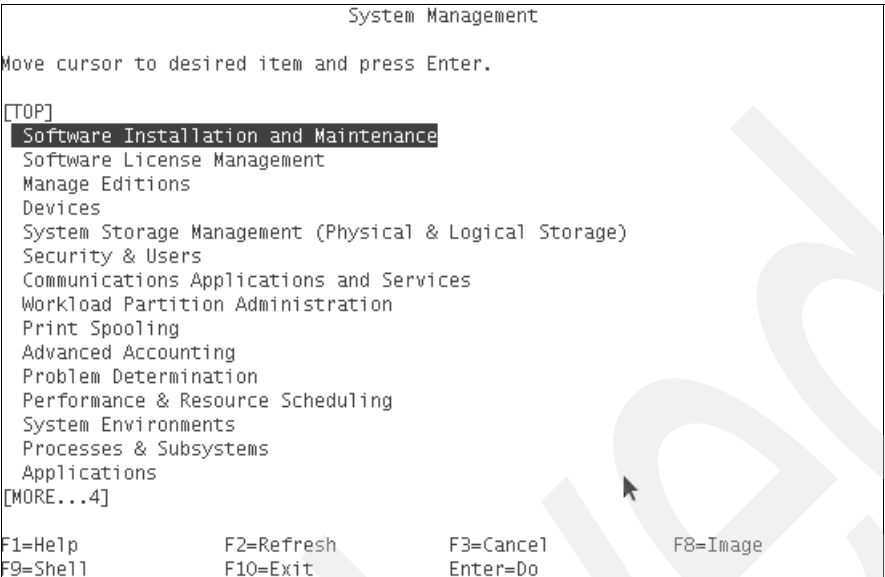 System Management
Move cursor to desired item and press Enter.
[TOP]
Software Installation and Maintenance
Software License Management
Manage Editions
Devices
System Storage Management (Physical & Logical Storage)
Security & Users
Communications Applications and Services
Workload Partition Administration
Print Spooling
Advanced Accounting
Problem Determination
Performance & Resource Scheduling
System Environments
Processes & Subsystems
Applications
[MORE...4]
F1=Help F2=Refresh F3=Cancel F8=Image
F9=Shell F10=Exit Enter=Do